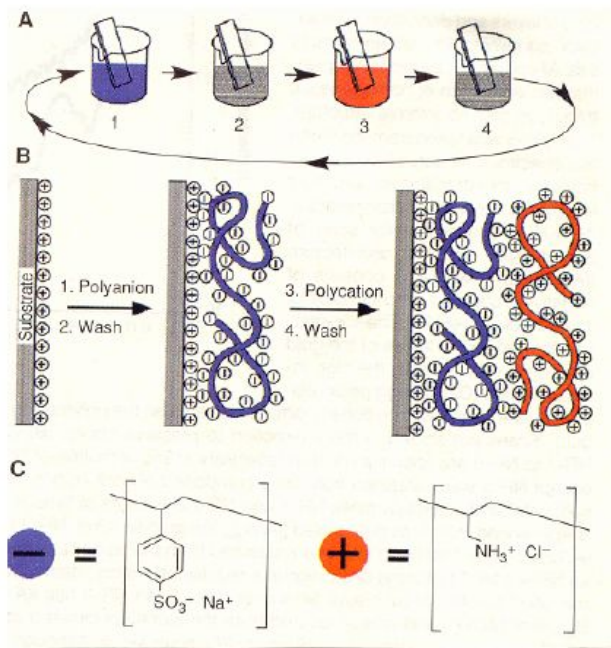 A
1 2 3 4
B
Substrate
1. Polyanion
2. Wash
3. Polycation
4. Wash
C
− = SO₃⁻ Na⁺
+ = NH₃⁺ Cl⁻